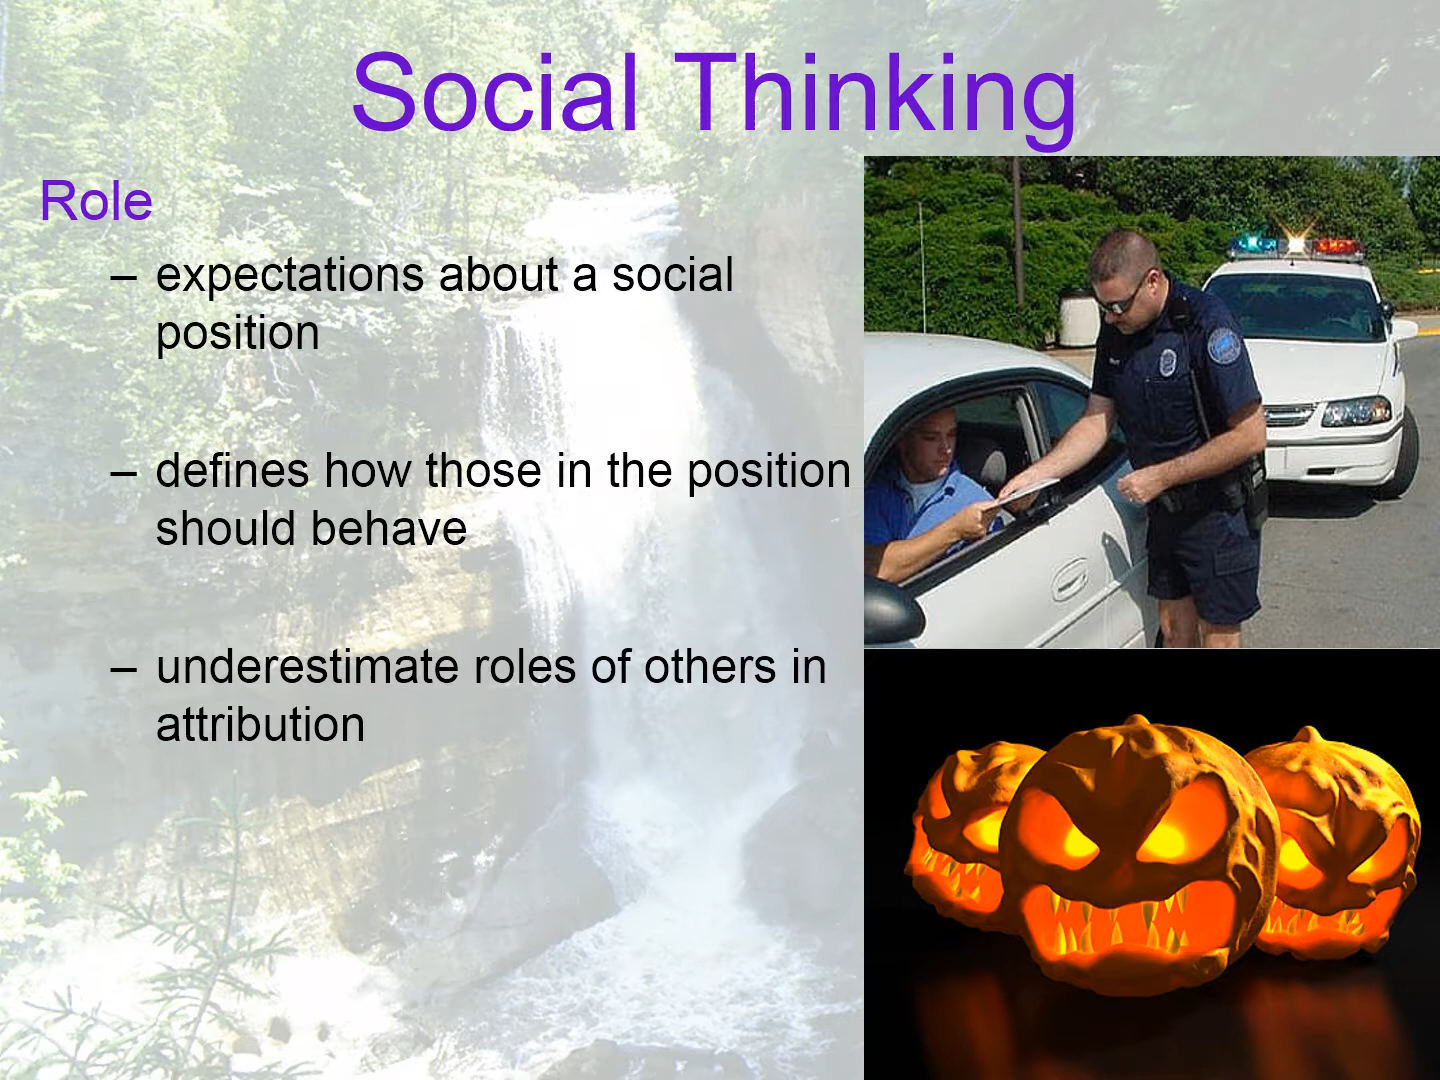 Social Thinking
Role
– expectations about a social
position
– defines how those in the position
should behave
– underestimate roles of others in
attribution